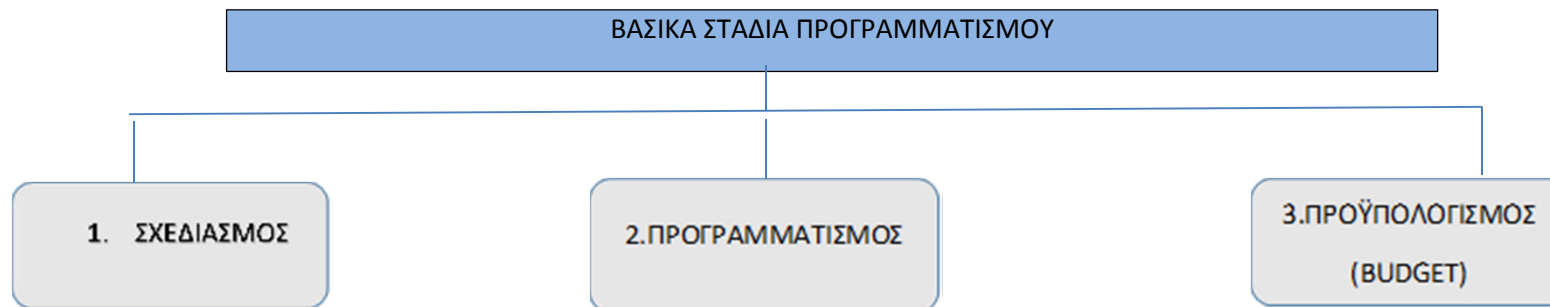 ΒΑΣΙΚΑ ΣΤΑΔΙΑ ΠΡΟΓΡΑΜΜΑΤΙΣΜΟΥ
1. ΣΧΕΔΙΑΣΜΟΣ
2.ΠΡΟΓΡΑΜΜΑΤΙΣΜΟΣ
3.ΠΡΟΫΠΟΛΟΓΙΣΜΟΣ
(BUDGET)